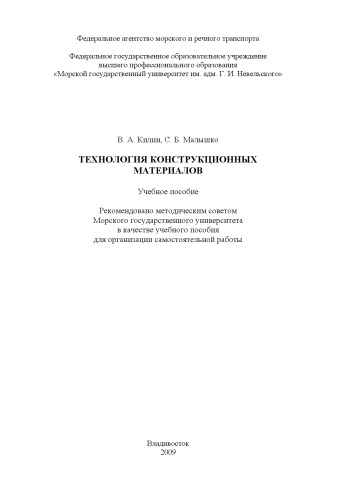 Федеральное агентство морского и речного транспорта
Федеральное государственное образовательное учреждение
высшего профессионального образования
«Морской государственный университет им. адм. Г. И. Невельского»
В. А. Килин, С. Б. Малышко
ТЕХНОЛОГИЯ КОНСТРУКЦИОННЫХ
МАТЕРИАЛОВ
Учебное пособие
Рекомендовано методическим советом
Морского государственного университета
в качестве учебного пособия
для организации самостоятельной работы
Владивосток
2009